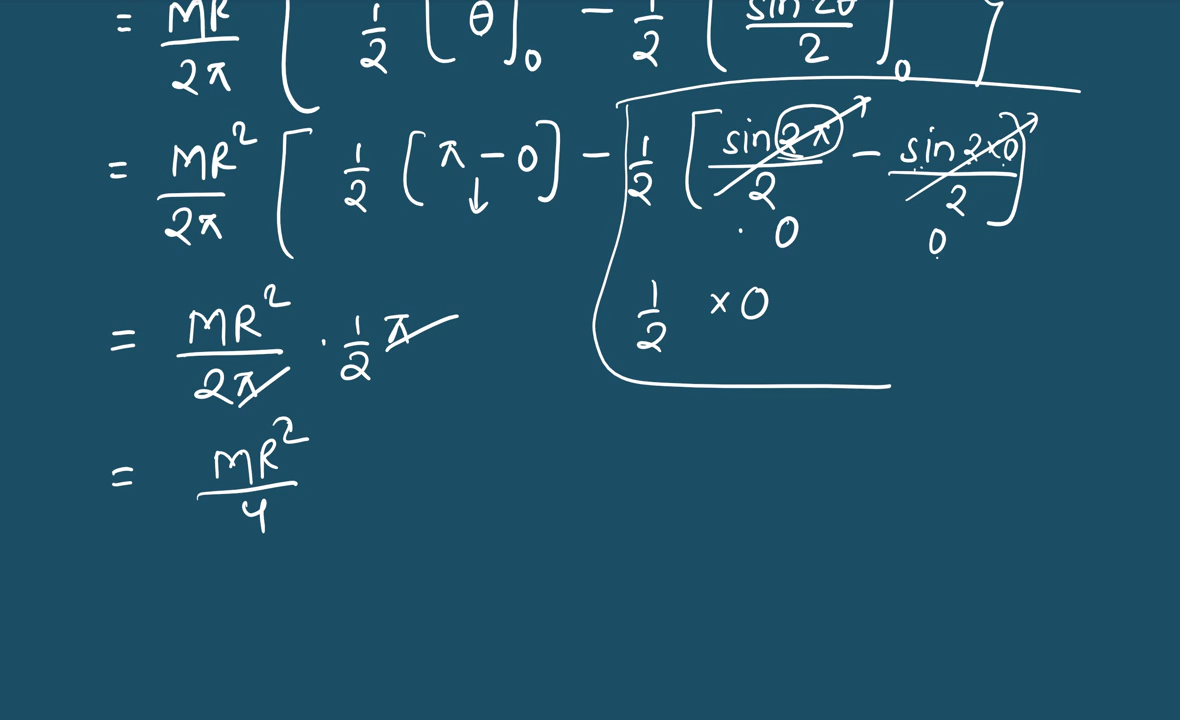 = MR / 2π [ 1/2 [θ]₀ − 1/2 [sin 2θ / 2]₀ ]
= MR² / 2π [ 1/2 [π − 0] − 1/2 [sin 2π / 2 − sin 2×0 / 2]
0 0
1/2 × 0
= MR² / 2π · 1/2 π
= MR² / 4